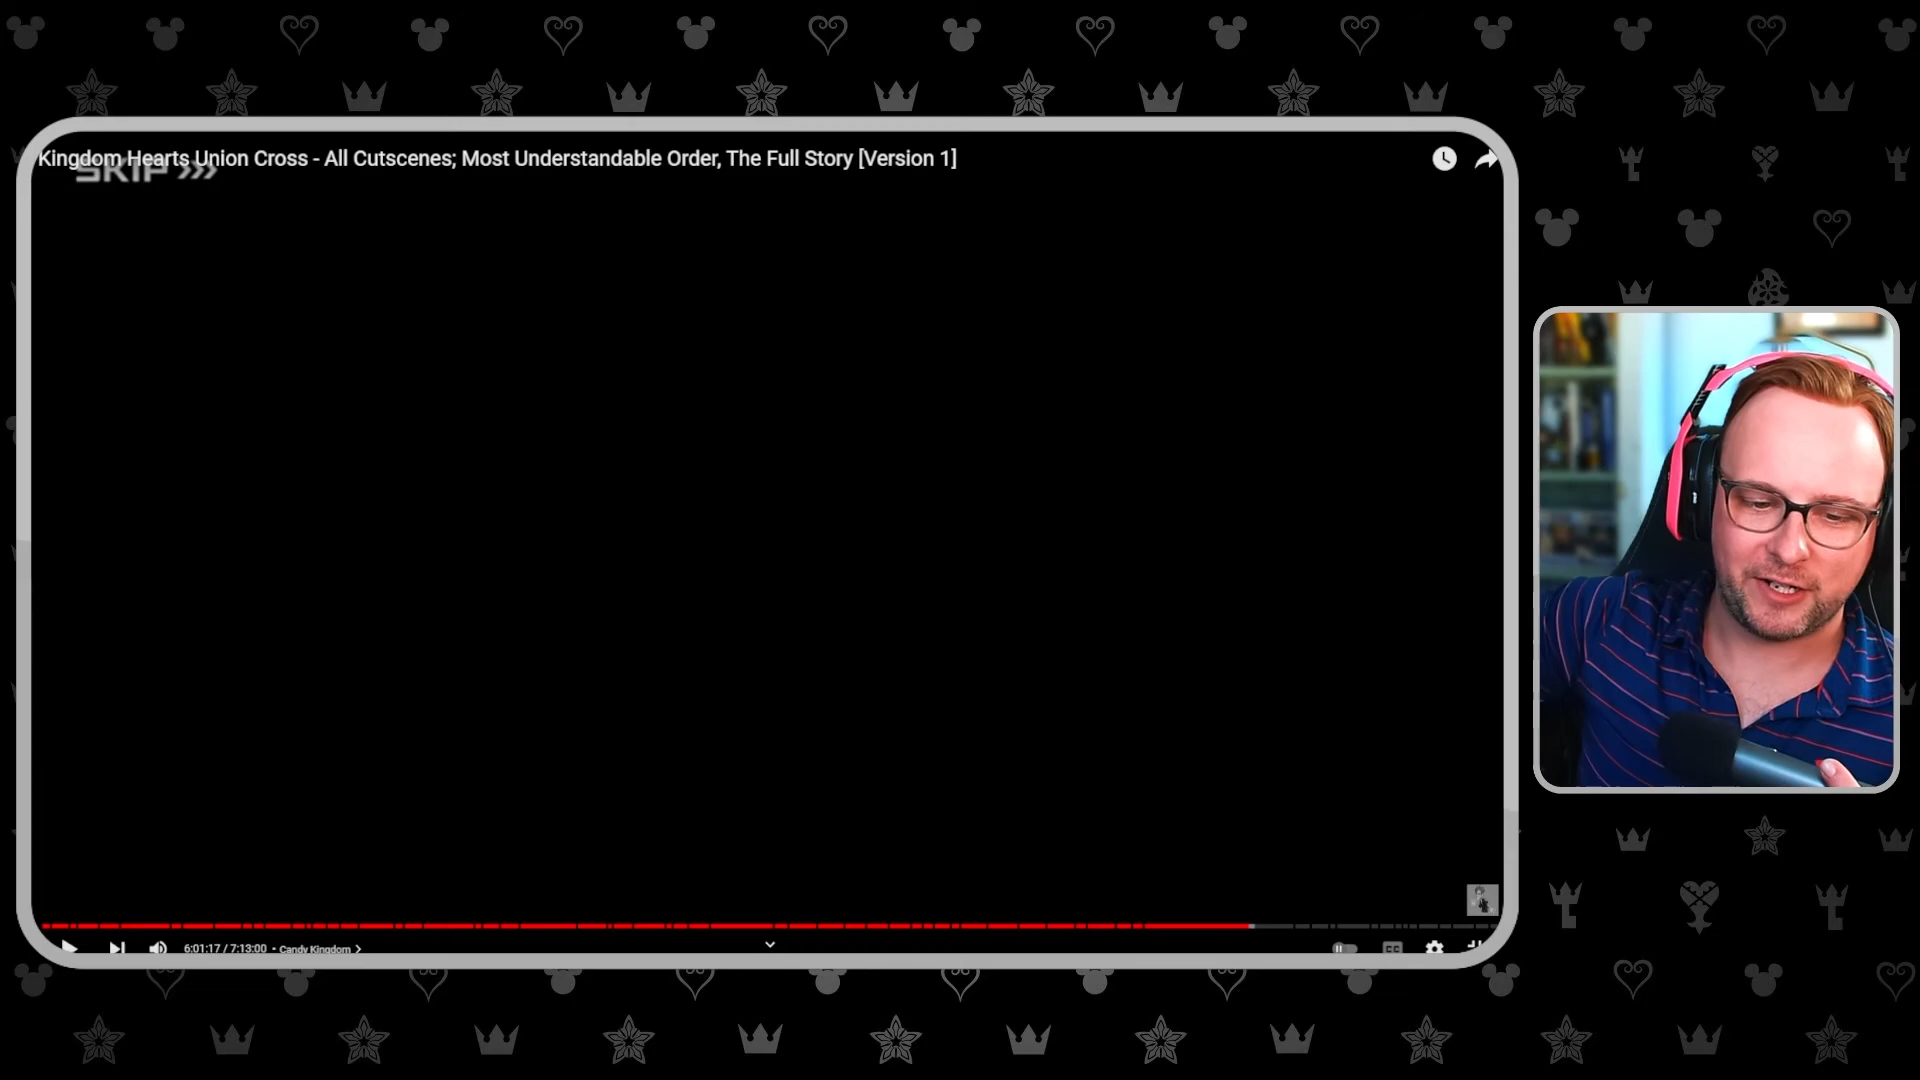 Kingdom Hearts Union Cross - All Cutscenes; Most Understandable Order, The Full Story [Version 1]
SKIP >>>
6:01:17 / 7:13:00 • Candy Kingdom >
CC